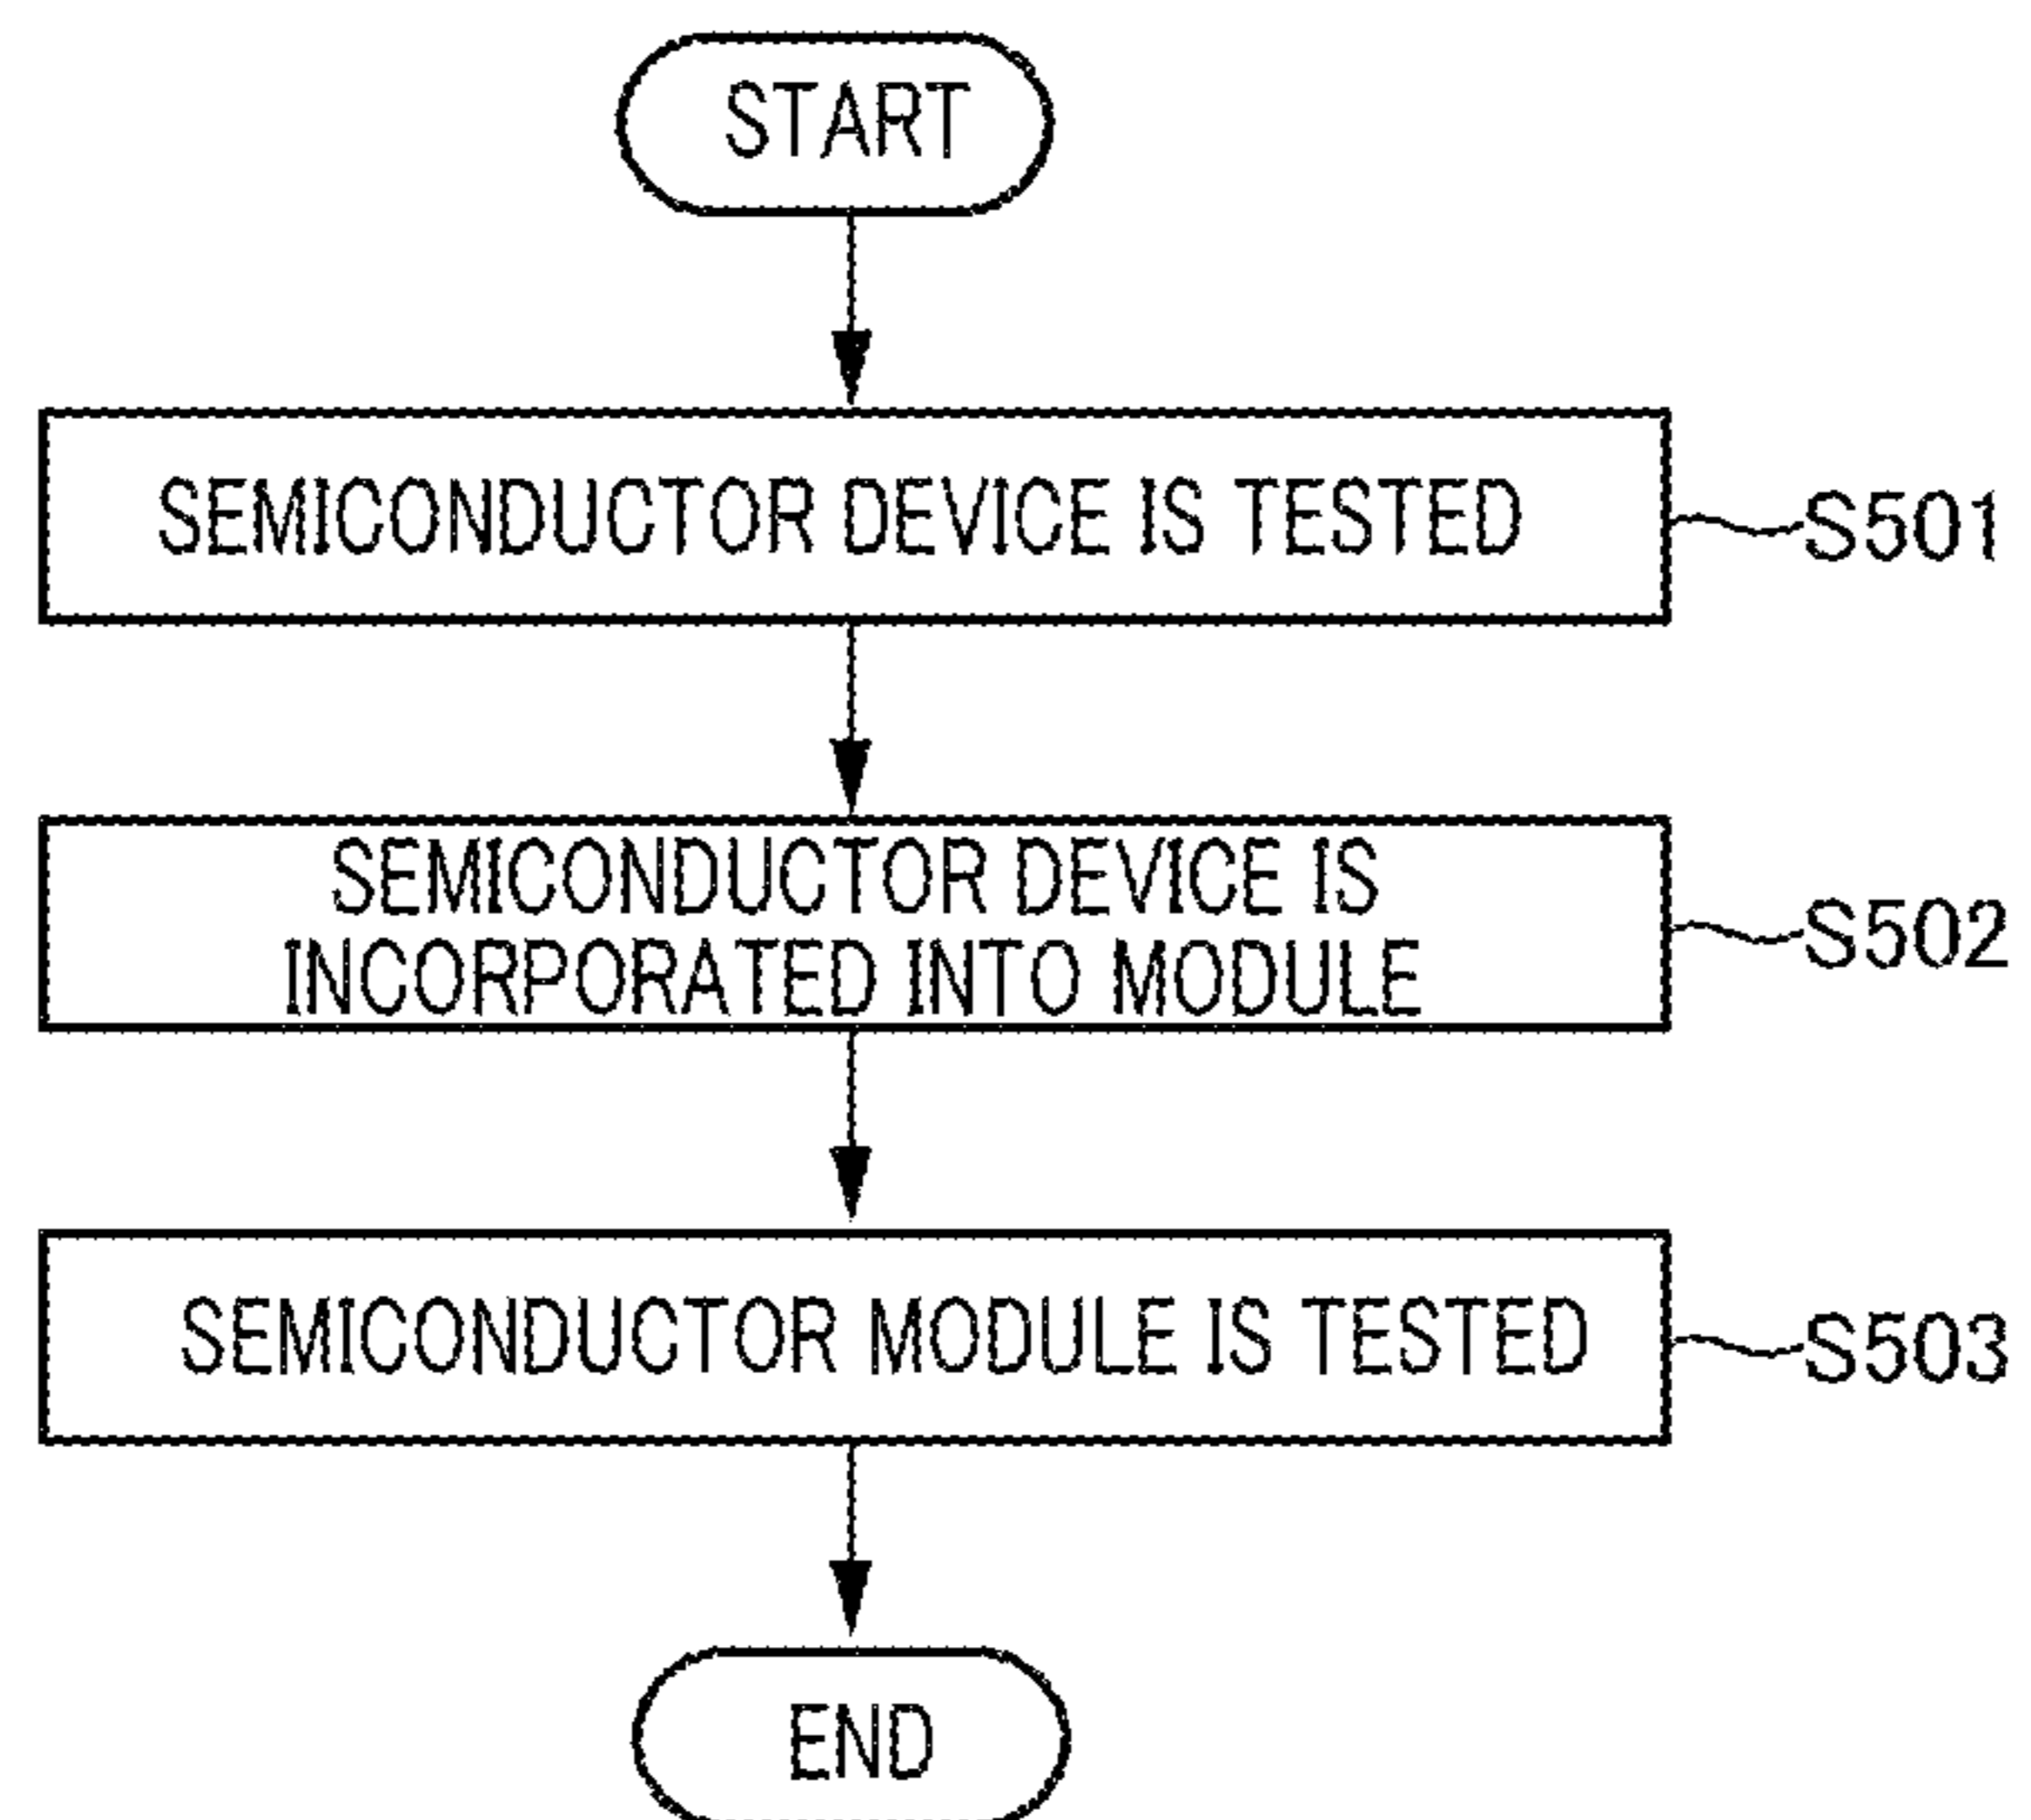 START
SEMICONDUCTOR DEVICE IS TESTED
S501
SEMICONDUCTOR DEVICE IS
INCORPORATED INTO MODULE
S502
SEMICONDUCTOR MODULE IS TESTED
S503
END